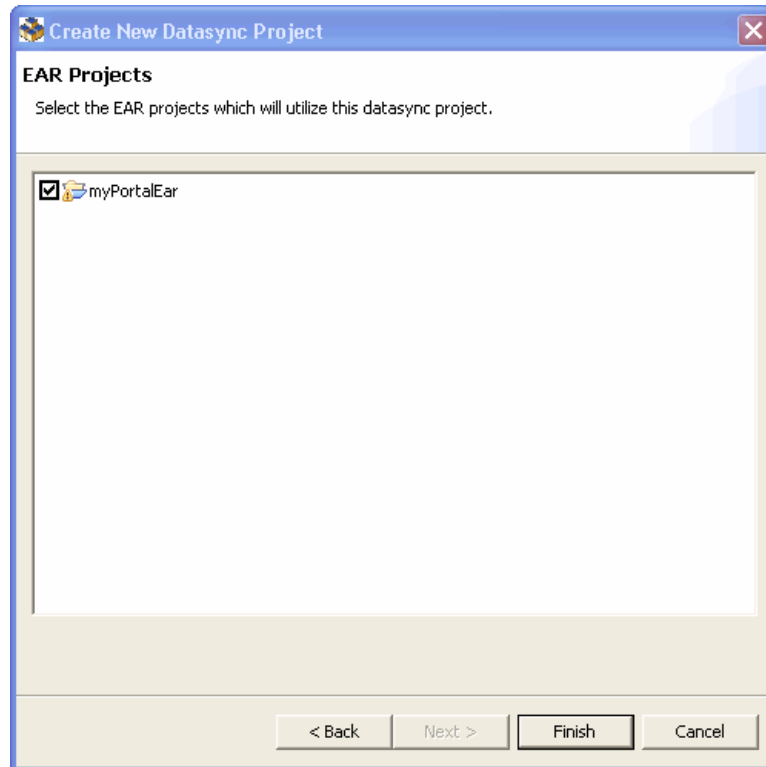 Create New Datasync Project
EAR Projects
Select the EAR projects which will utilize this datasync project.
myPortalEar
< Back Next > Finish Cancel